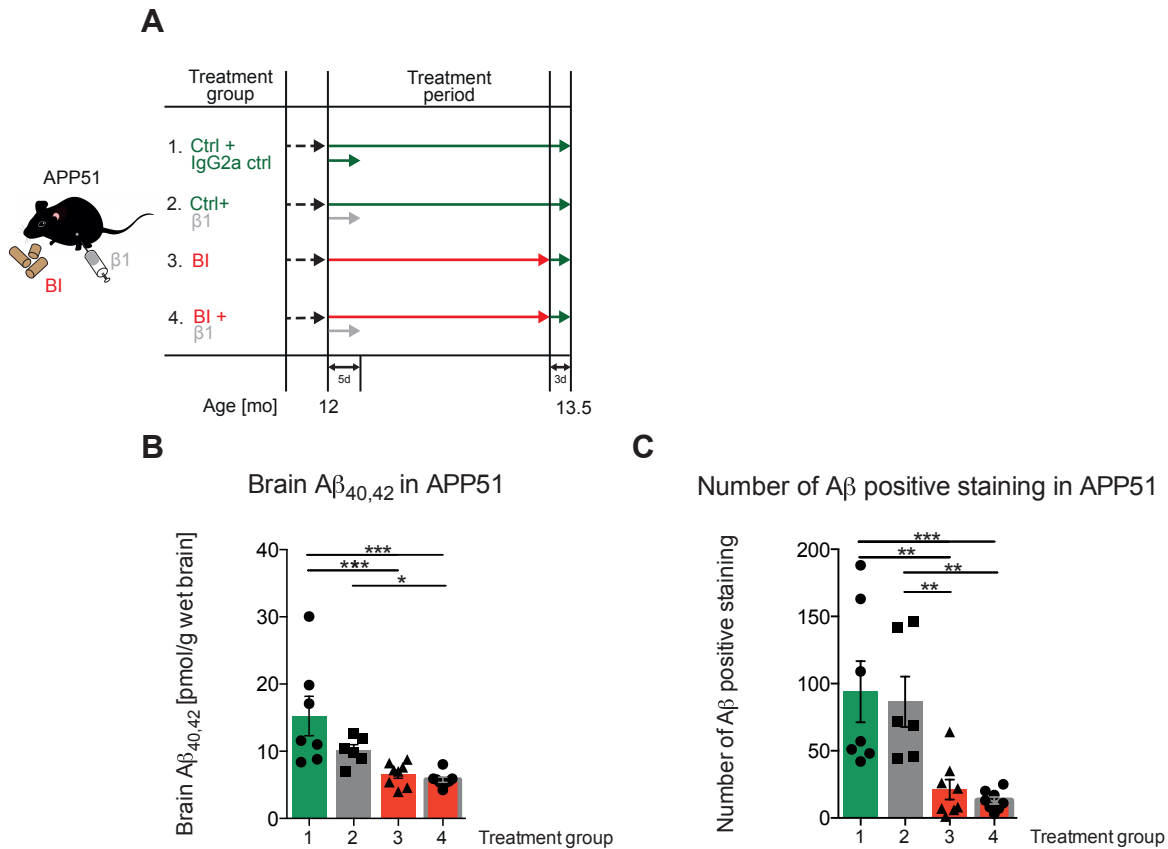 A
Treatment group
Treatment period
1. Ctrl +
IgG2a ctrl
APP51
2. Ctrl+
β1
β1
BI
3. BI
4. BI +
β1
5d
3d
Age [mo]
12
13.5
B
Brain Aβ40,42 in APP51
Brain Aβ40,42 [pmol/g wet brain]
40
30
20
10
0
***
***
*
1 2 3 4 Treatment group
C
Number of Aβ positive staining in APP51
Number of Aβ positive staining
200
150
100
50
0
***
**
**
**
1 2 3 4 Treatment group